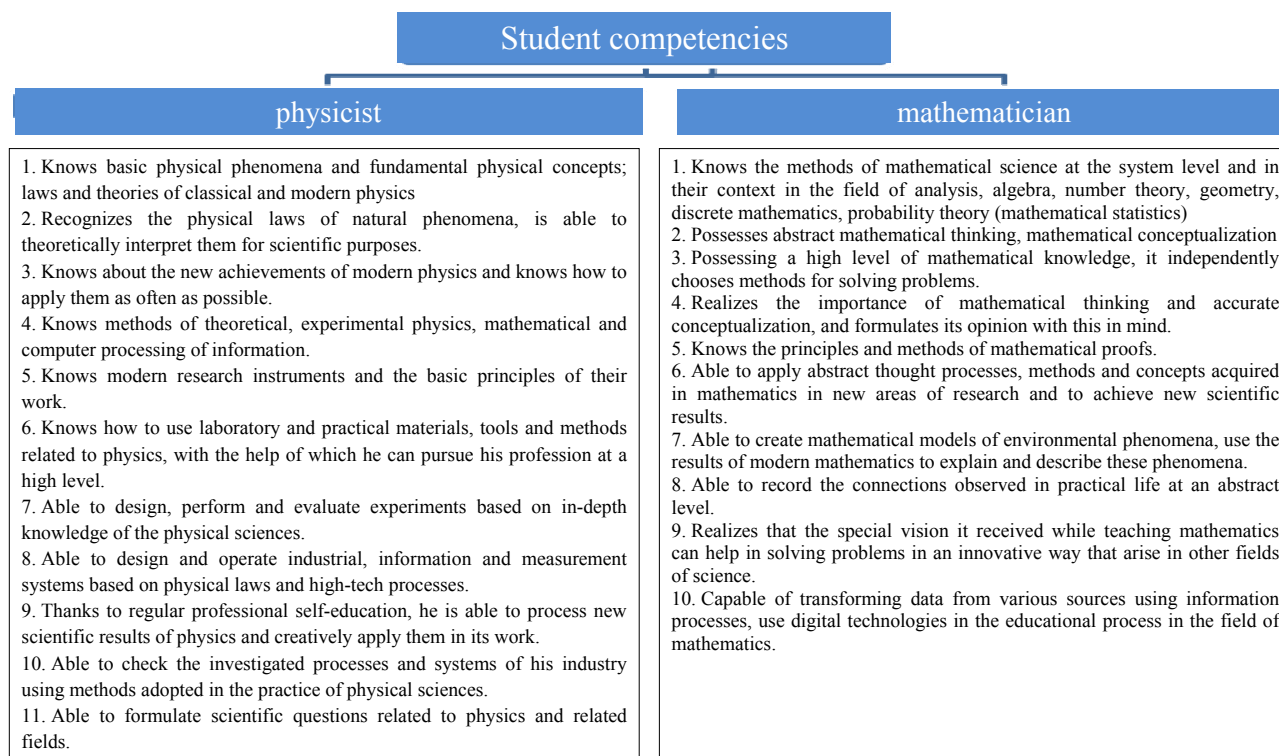 Student competencies
physicist
1. Knows basic physical phenomena and fundamental physical concepts;
laws and theories of classical and modern physics
2. Recognizes the physical laws of natural phenomena, is able to
theoretically interpret them for scientific purposes.
3. Knows about the new achievements of modern physics and knows how to
apply them as often as possible.
4. Knows methods of theoretical, experimental physics, mathematical and
computer processing of information.
5. Knows modern research instruments and the basic principles of their
work.
6. Knows how to use laboratory and practical materials, tools and methods
related to physics, with the help of which he can pursue his profession at a
high level.
7. Able to design, perform and evaluate experiments based on in-depth
knowledge of the physical sciences.
8. Able to design and operate industrial, information and measurement
systems based on physical laws and high-tech processes.
9. Thanks to regular professional self-education, he is able to process new
scientific results of physics and creatively apply them in its work.
10. Able to check the investigated processes and systems of his industry
using methods adopted in the practice of physical sciences.
11. Able to formulate scientific questions related to physics and related
fields.
mathematician
1. Knows the methods of mathematical science at the system level and in
their context in the field of analysis, algebra, number theory, geometry,
discrete mathematics, probability theory (mathematical statistics)
2. Possesses abstract mathematical thinking, mathematical conceptualization
3. Possessing a high level of mathematical knowledge, it independently
chooses methods for solving problems.
4. Realizes the importance of mathematical thinking and accurate
conceptualization, and formulates its opinion with this in mind.
5. Knows the principles and methods of mathematical proofs.
6. Able to apply abstract thought processes, methods and concepts acquired
in mathematics in new areas of research and to achieve new scientific
results.
7. Able to create mathematical models of environmental phenomena, use the
results of modern mathematics to explain and describe these phenomena.
8. Able to record the connections observed in practical life at an abstract
level.
9. Realizes that the special vision it received while teaching mathematics
can help in solving problems in an innovative way that arise in other fields
of science.
10. Capable of transforming data from various sources using information
processes, use digital technologies in the educational process in the field of
mathematics.